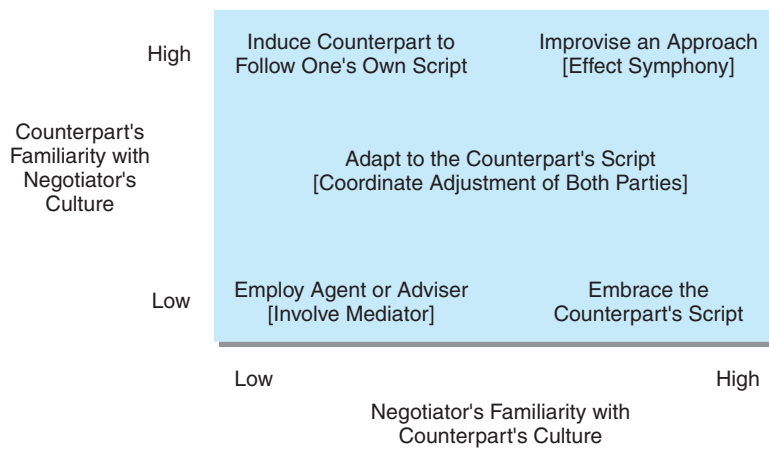 High
Induce Counterpart to
Follow One's Own Script
Improvise an Approach
[Effect Symphony]
Counterpart's
Familiarity with
Negotiator's
Culture
Adapt to the Counterpart's Script
[Coordinate Adjustment of Both Parties]
Low
Employ Agent or Adviser
[Involve Mediator]
Embrace the
Counterpart's Script
Low
High
Negotiator's Familiarity with
Counterpart's Culture